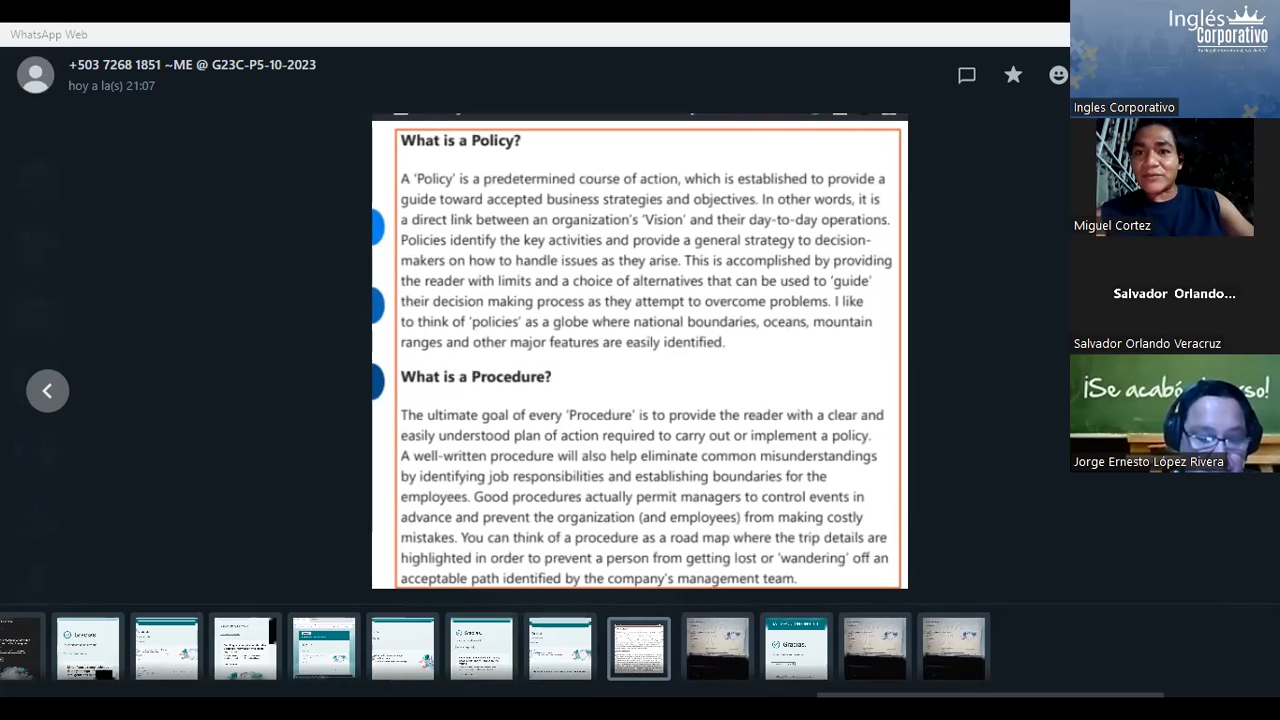 WhatsApp Web
+503 7268 1851 ~ME @ G23C-P5-10-2023
hoy a la(s) 21:07
What is a Policy?
A 'Policy' is a predetermined course of action, which is established to provide a
guide toward accepted business strategies and objectives. In other words, it is
a direct link between an organization's 'Vision' and their day-to-day operations.
Policies identify the key activities and provide a general strategy to decision-
makers on how to handle issues as they arise. This is accomplished by providing
the reader with limits and a choice of alternatives that can be used to 'guide'
their decision making process as they attempt to overcome problems. I like
to think of 'policies' as a globe where national boundaries, oceans, mountain
ranges and other major features are easily identified.
What is a Procedure?
The ultimate goal of every 'Procedure' is to provide the reader with a clear and
easily understood plan of action required to carry out or implement a policy.
A well-written procedure will also help eliminate common misunderstandings
by identifying job responsibilities and establishing boundaries for the
employees. Good procedures actually permit managers to control events in
advance and prevent the organization (and employees) from making costly
mistakes. You can think of a procedure as a road map where the trip details are
highlighted in order to prevent a person from getting lost or 'wandering' off an
acceptable path identified by the company's management team.
Inglés
Corporativo
Ingles Corporativo
Miguel Cortez
Salvador Orlando...
Salvador Orlando Veracruz
¡Se acabó
Jorge Ernesto López Rivera
Gracias.
Gracias.
Gracias.